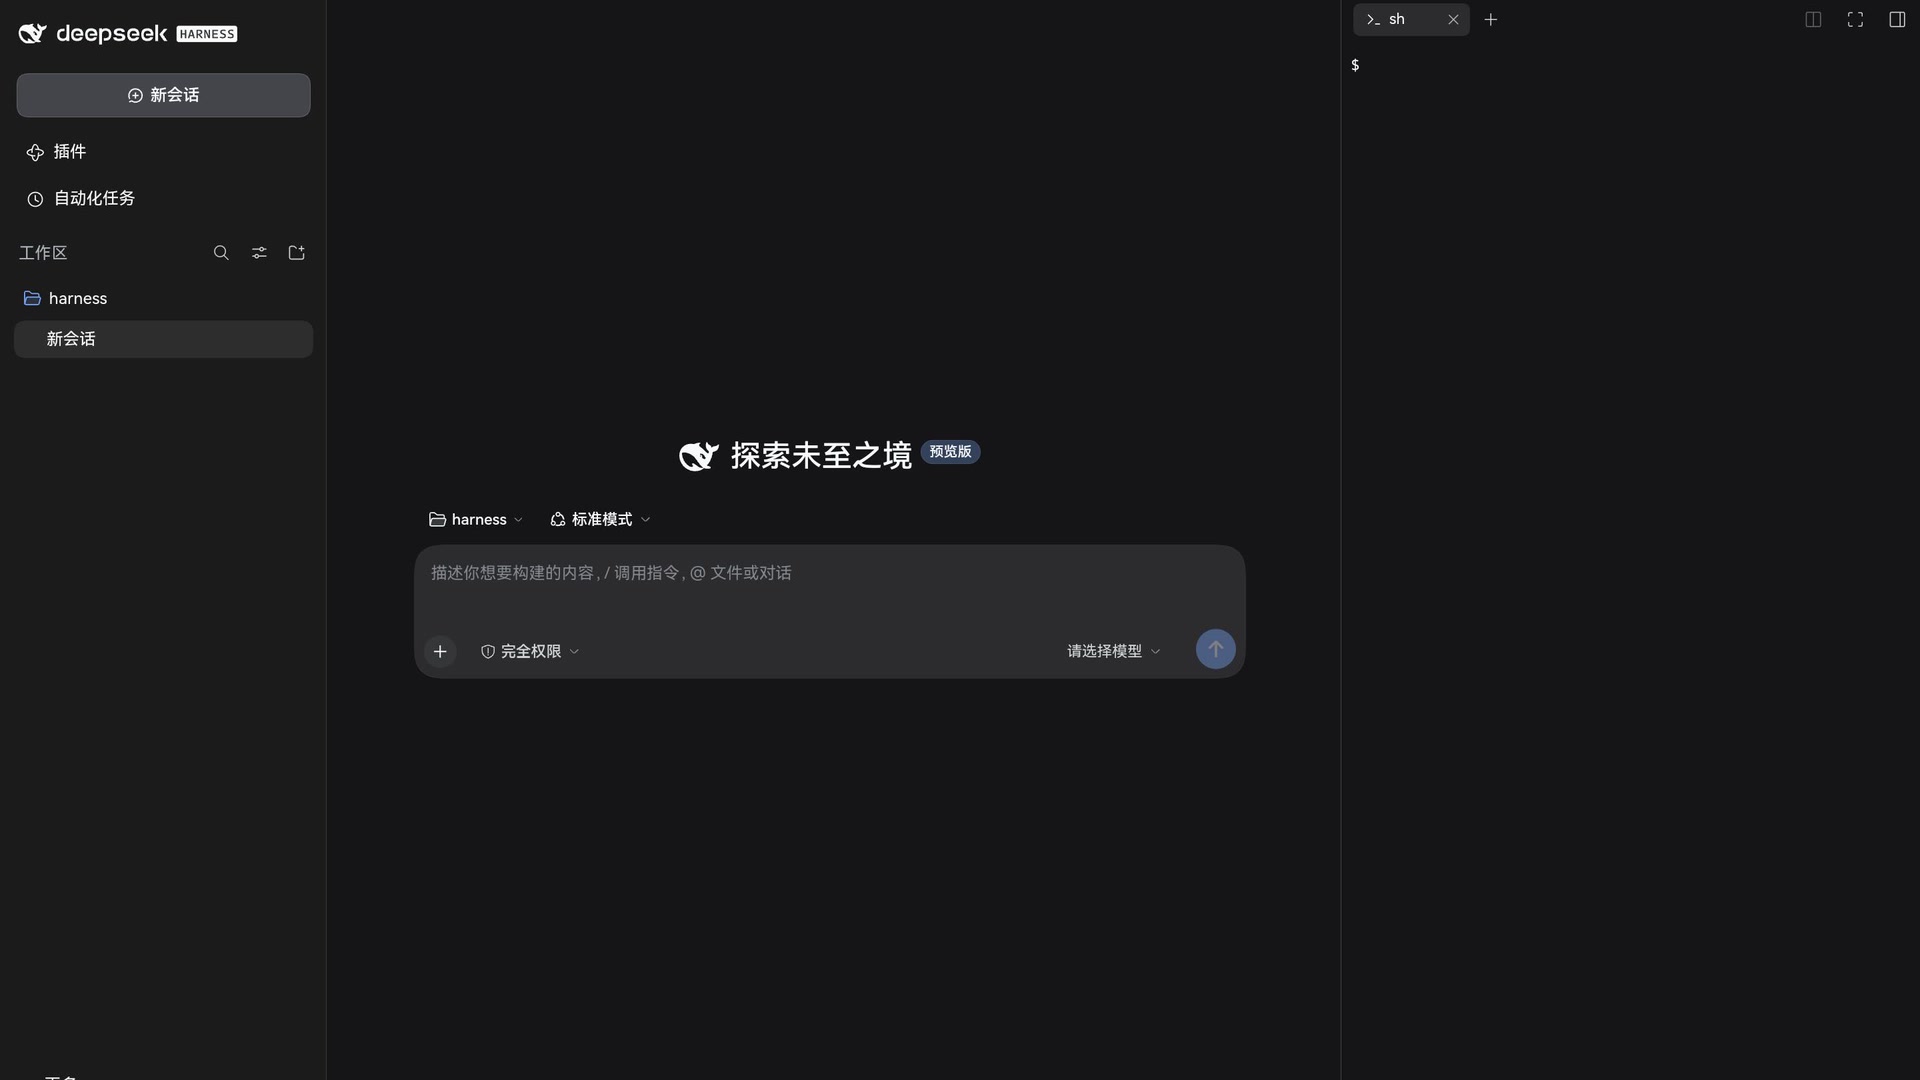 deepseek HARNESS
新会话
插件
自动化任务
工作区
harness
新会话
探索未至之境 预览版
harness 标准模式
描述你想要构建的内容, / 调用指令, @ 文件或对话
完全权限 请选择模型
>_ sh
$